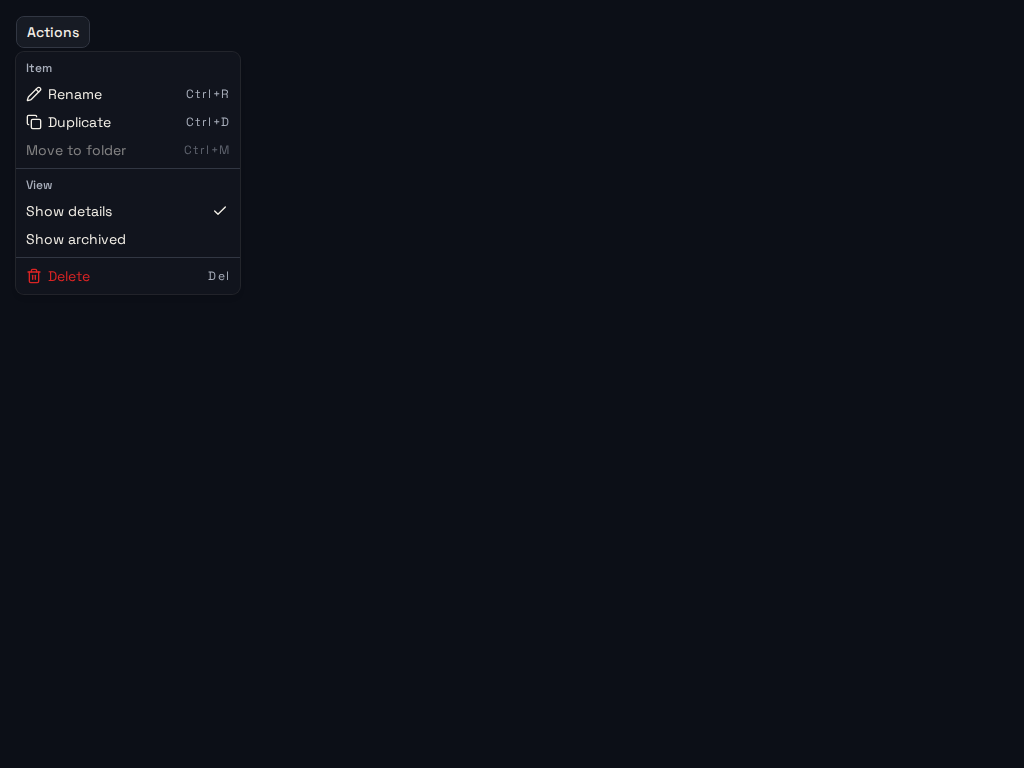 Actions
Item
Rename Ctrl+R
Duplicate Ctrl+D
Move to folder Ctrl+M
View
Show details
Show archived
Delete Del